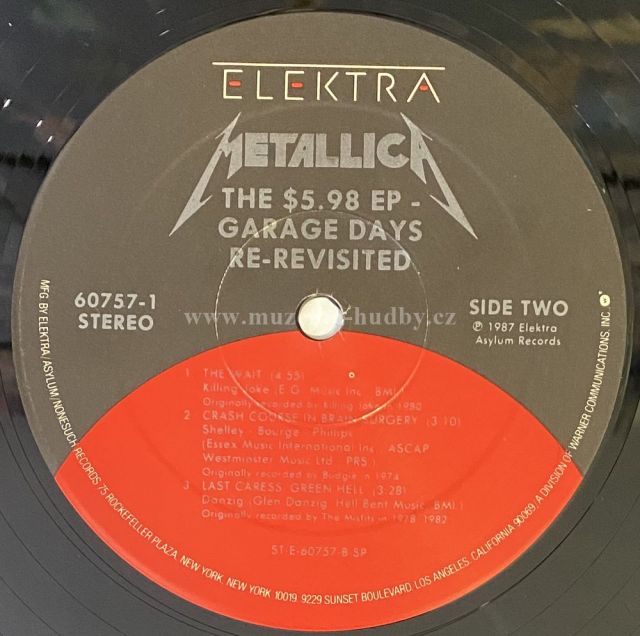 ELEKTRA
METALLICA
THE $5.98 EP -
GARAGE DAYS
RE-REVISITED
60757-1
STEREO
SIDE TWO
℗ 1987 Elektra
Asylum Records
www.muzeum-hudby.cz
1 THE WAIT (4:55)
Killing Joke (E.G. Music Inc. BMI)
Originally recorded by Killing Joke in 1980
2 CRASH COURSE IN BRAIN SURGERY (3:10)
Shelley - Bourge - Phillips
(Essex Music International Inc. ASCAP
Westminster Music Ltd. PRS)
Originally recorded by Budgie in 1974
3 LAST CARESS GREEN HELL (3:28)
Danzig (Glen Danzig, Hell Bent Music, BMI)
Originally recorded by The Misfits in 1978, 1982
ST-E-60757-B SP
MFG. BY ELEKTRA/ASYLUM/NONESUCH RECORDS 75 ROCKEFELLER PLAZA, NEW YORK, NEW YORK 10019. 9229 SUNSET BOULEVARD, LOS ANGELES, CALIFORNIA 90069. A DIVISION OF WARNER COMMUNICATIONS, INC.